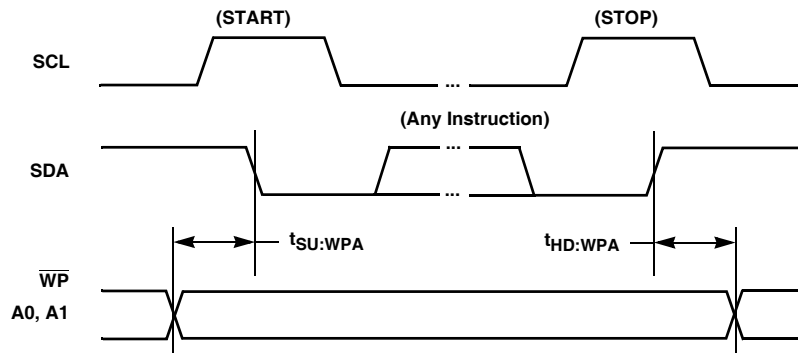 (START) (STOP)
SCL
...
(Any Instruction)
SDA
...
...
tSU:WPA tHD:WPA
WP
A0, A1